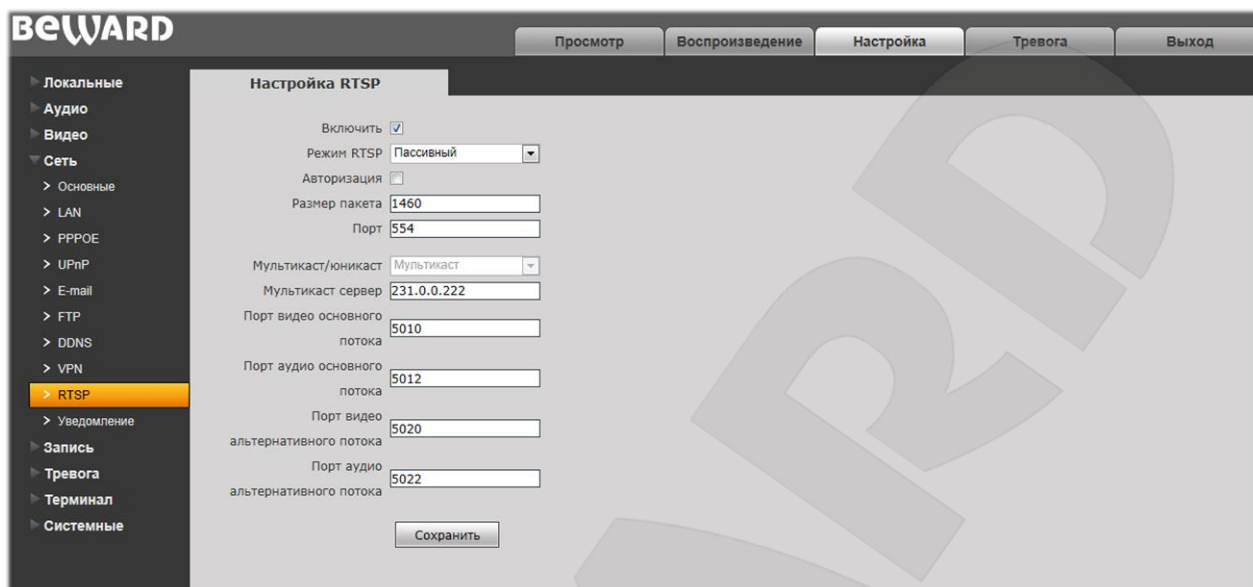 BEWARD
Просмотр
Воспроизведение
Настройка
Тревога
Выход
Локальные
Аудио
Видео
Сеть
Основные
LAN
PPPOE
UPnP
E-mail
FTP
DDNS
VPN
RTSP
Уведомление
Запись
Тревога
Терминал
Системные
Настройка RTSP
Включить
Режим RTSP Пассивный
Авторизация
Размер пакета 1460
Порт 554
Мультикаст/юникаст Мультикаст
Мультикаст сервер 231.0.0.222
Порт видео основного
потока 5010
Порт аудио основного
потока 5012
Порт видео
альтернативного потока 5020
Порт аудио
альтернативного потока 5022
Сохранить